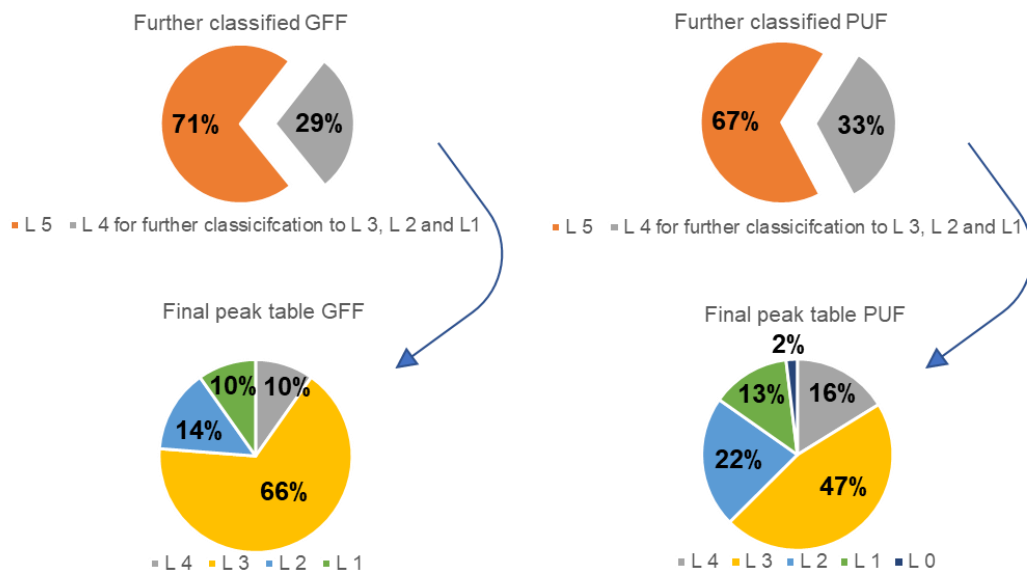 Further classified GFF
71%
29%
L 5 L 4 for further classicifcation to L 3, L 2 and L1
Further classified PUF
67%
33%
L 5 L 4 for further classicifcation to L 3, L 2 and L1
Final peak table GFF
10%
10%
14%
66%
L 4 L 3 L 2 L 1
Final peak table PUF
2%
13%
16%
22%
47%
L 4 L 3 L 2 L 1 L 0